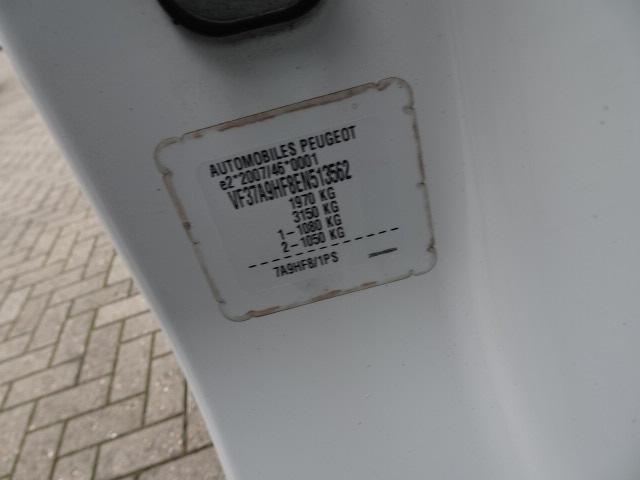 AUTOMOBILES PEUGEOT
e2*2007/46*0001
VF37A9HF8EN513562
1970 KG
3150 KG
1-1080 KG
2-1050 KG
7A9HF8/1PS